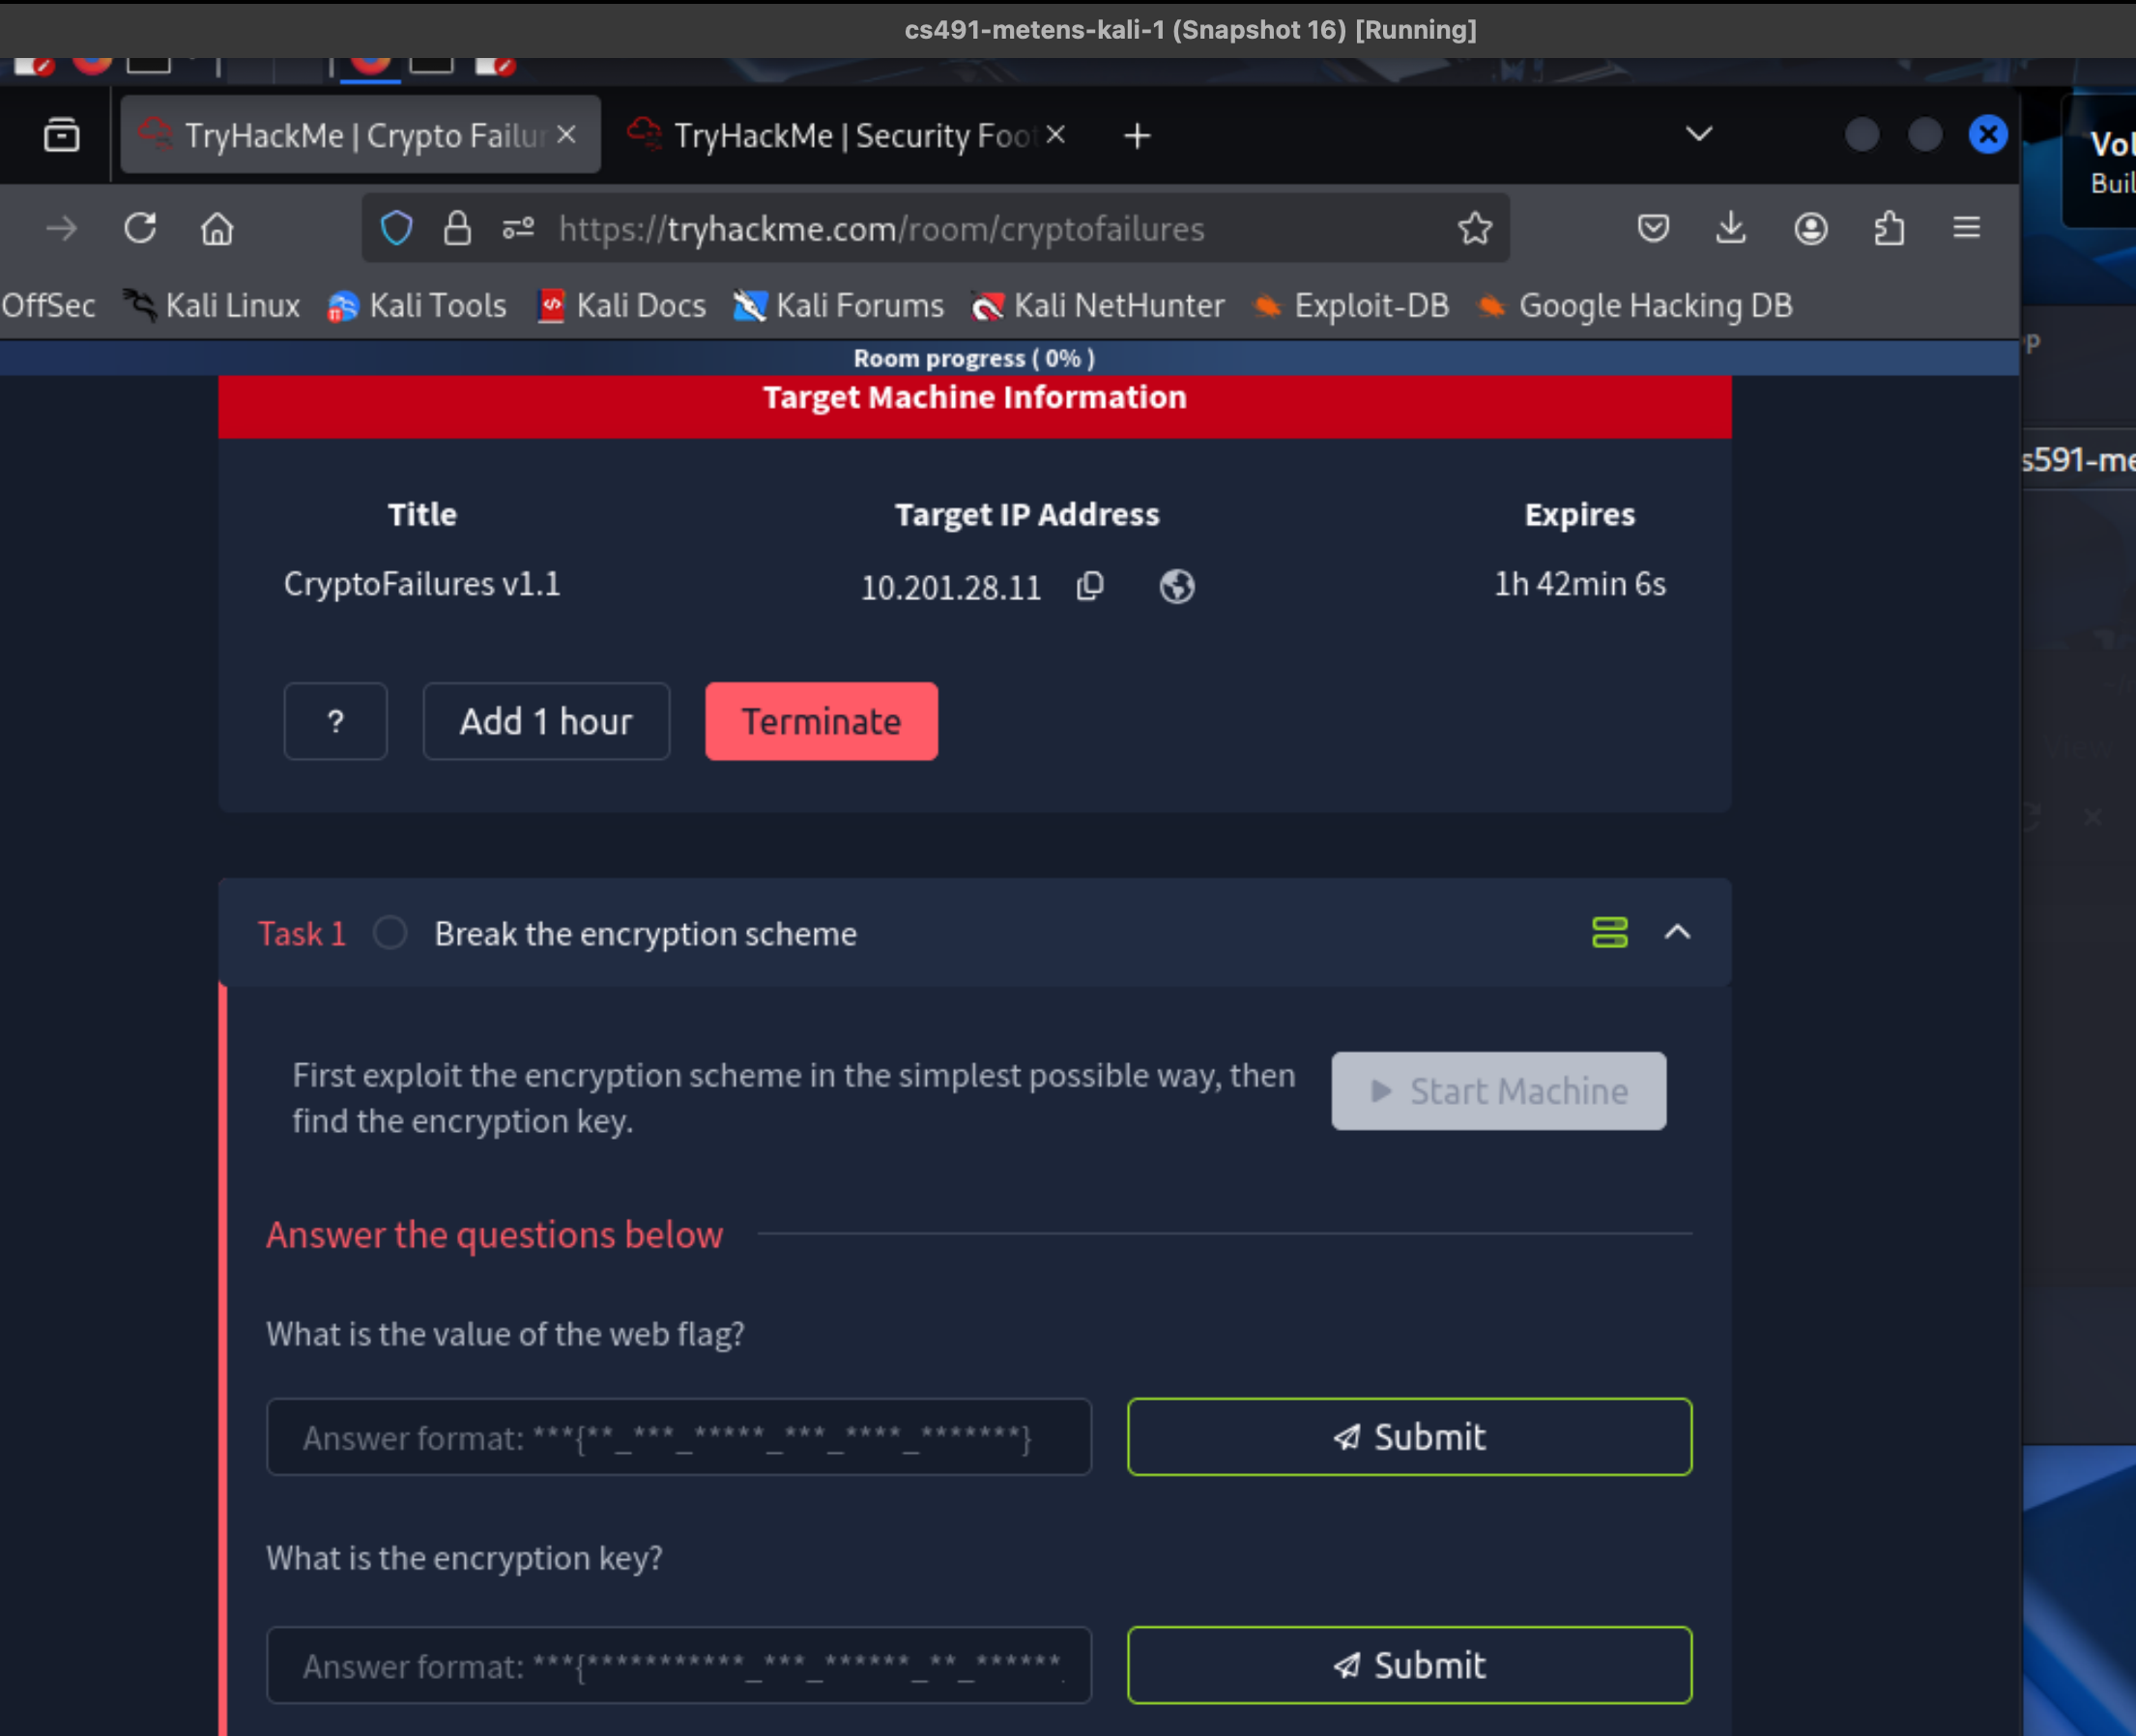 cs491-metens-kali-1 (Snapshot 16) [Running]
TryHackMe | Crypto Failur
TryHackMe | Security Foo
https://tryhackme.com/room/cryptofailures
OffSec Kali Linux Kali Tools Kali Docs Kali Forums Kali NetHunter Exploit-DB Google Hacking DB
Room progress ( 0% )
Target Machine Information
Title Target IP Address Expires
CryptoFailures v1.1 10.201.28.11 1h 42min 6s
? Add 1 hour Terminate
Task 1 Break the encryption scheme
First exploit the encryption scheme in the simplest possible way, then
find the encryption key.
Start Machine
Answer the questions below
What is the value of the web flag?
Answer format: ***{**_***_*****_***_****_*******} Submit
What is the encryption key?
Answer format: ***{***********_***_******_**_****** Submit
Vol
Buil
s591-me
View